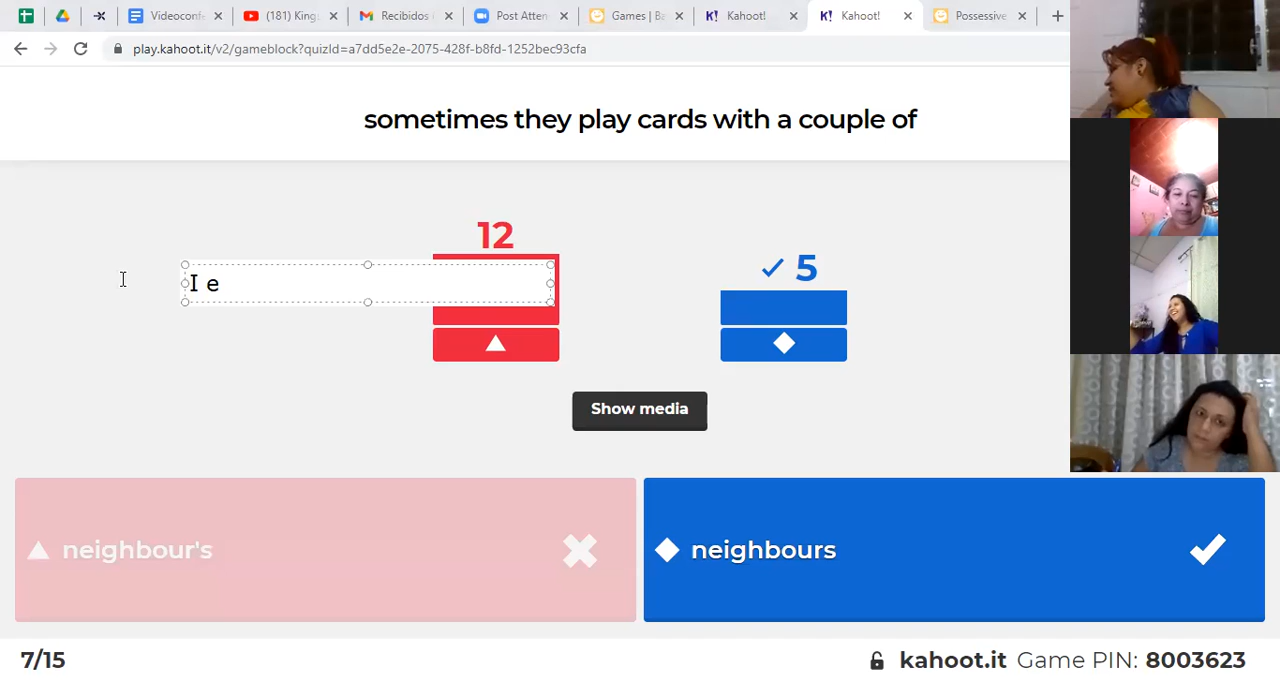 Videoconf
(181) King
Recibidos
Post Atten
Games | Ba
Kahoot!
Kahoot!
Possessive
play.kahoot.it/v2/gameblock?quizId=a7dd5e2e-2075-428f-b8fd-1252bec93cfa
sometimes they play cards with a couple of
12
5
I e
Show media
neighbour's
neighbours
7/15
kahoot.it Game PIN: 8003623